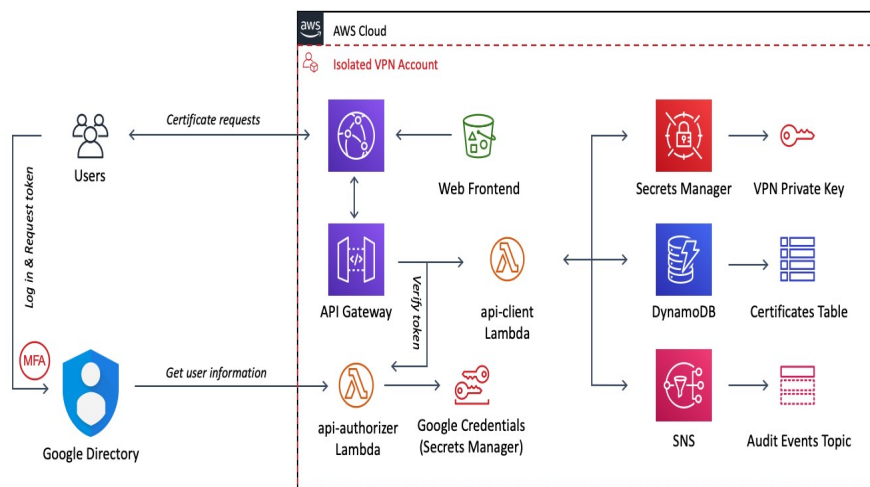 aws
AWS Cloud
Isolated VPN Account
Certificate requests
Users
Web Frontend
Secrets Manager
VPN Private Key
Log in & Request token
API Gateway
Verify token
api-client
Lambda
DynamoDB
Certificates Table
MFA
Get user information
Google Directory
api-authorizer
Lambda
Google Credentials
(Secrets Manager)
SNS
Audit Events Topic